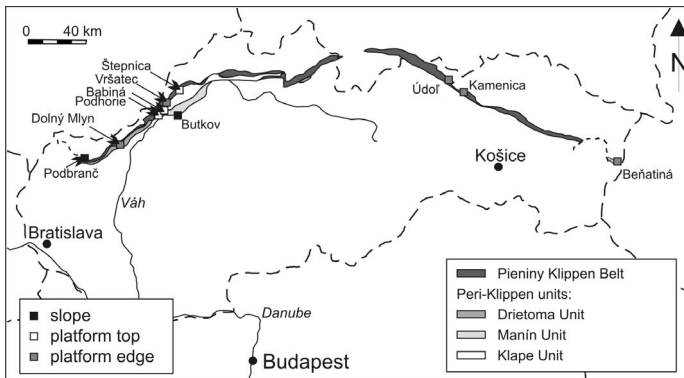 0 40 km
N
Štepnica
Vršatec
Babiná
Podhorie
Dolný Mlyn
Butkov
Podbranč
Údoľ
Kamenica
Košice
Beňatiná
Váh
Bratislava
Danube
Budapest
slope
platform top
platform edge
Pieniny Klippen Belt
Peri-Klippen units:
Drietoma Unit
Manín Unit
Klape Unit